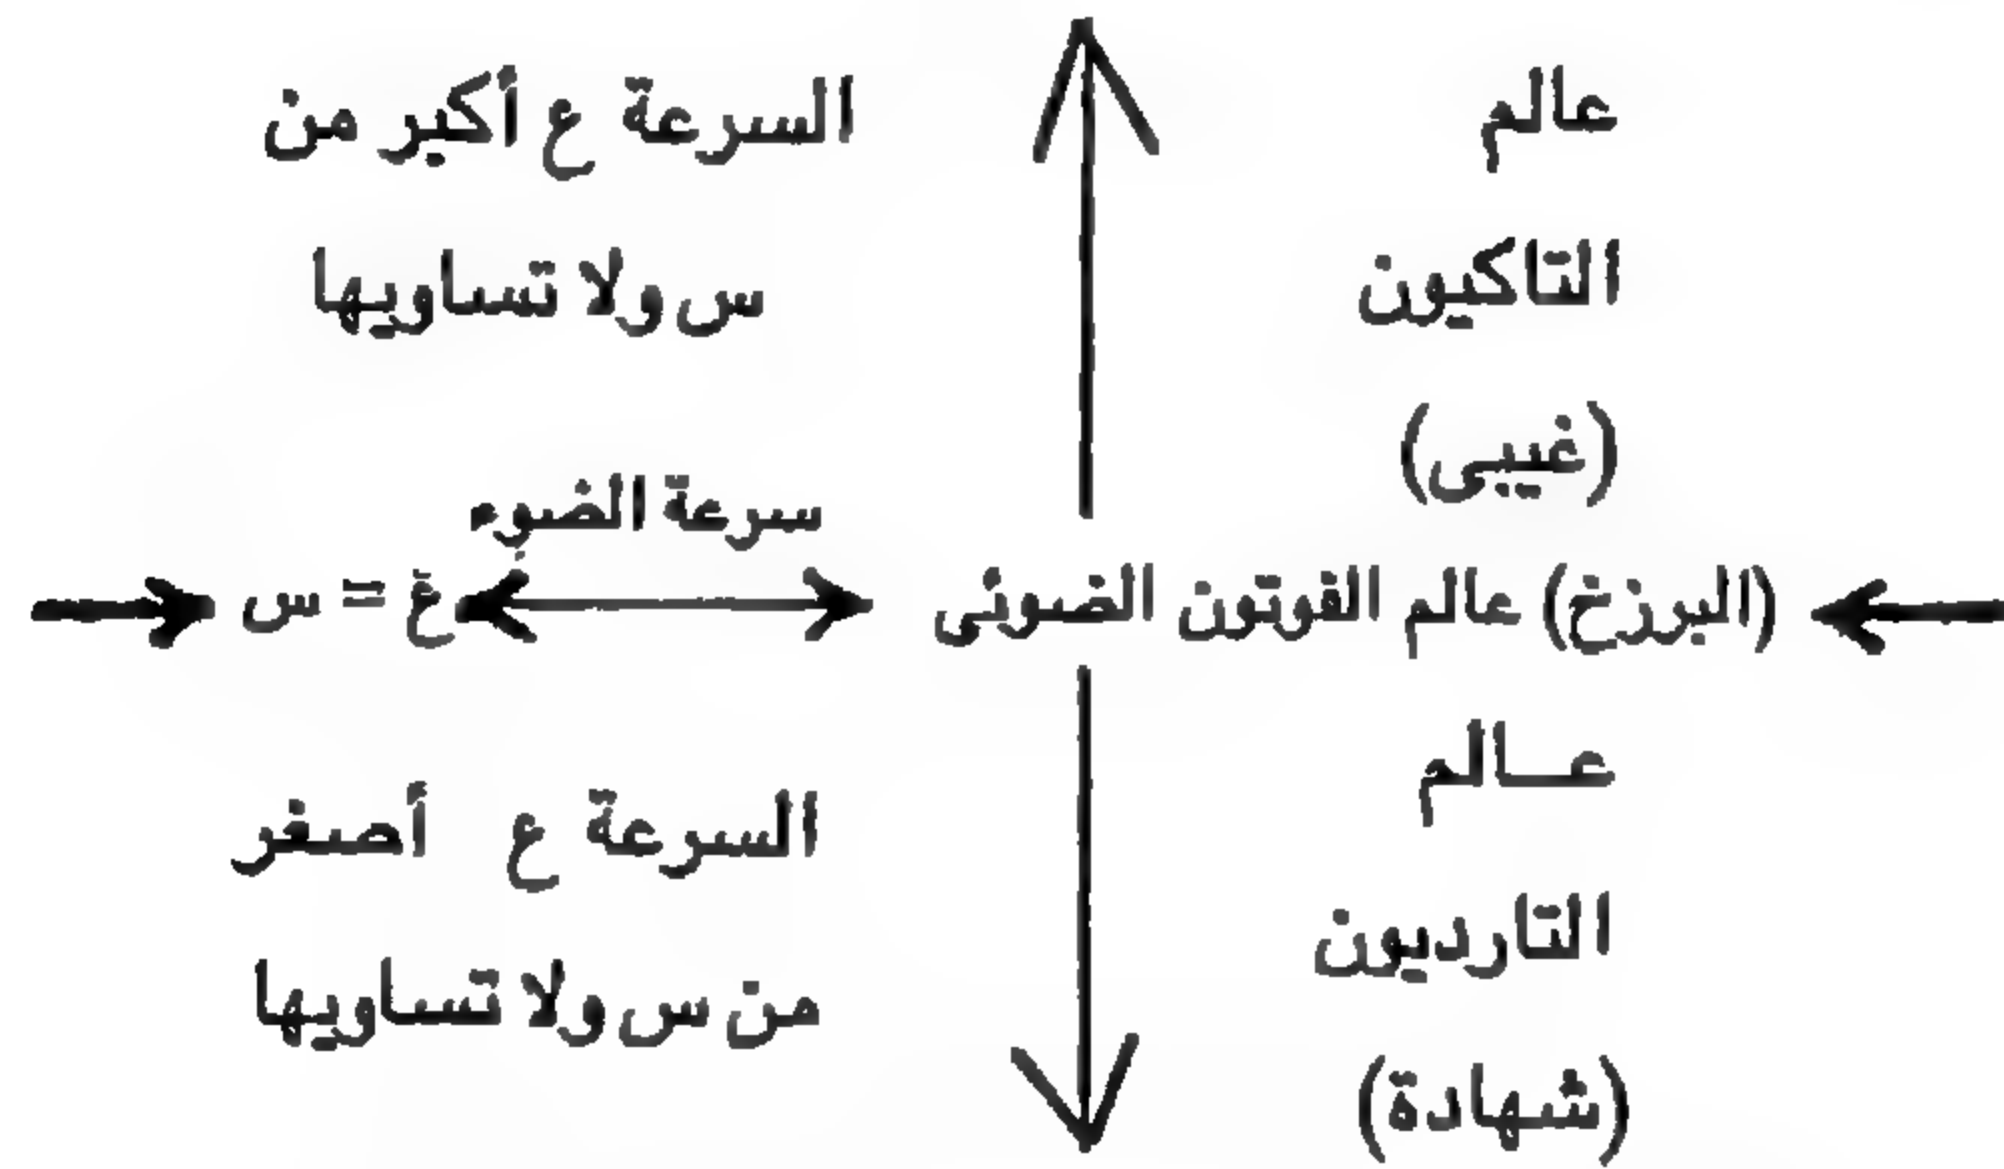 عالم
التاكيون
(غيبى)
السرعة ع أكبر من
س ولا تساويها
سرعة الضوء
(البرزخ) عالم الفوتون الضوئى
غ = س
عالم
التارديون
(شهادة)
السرعة ع أصغر
من س ولا تساويها